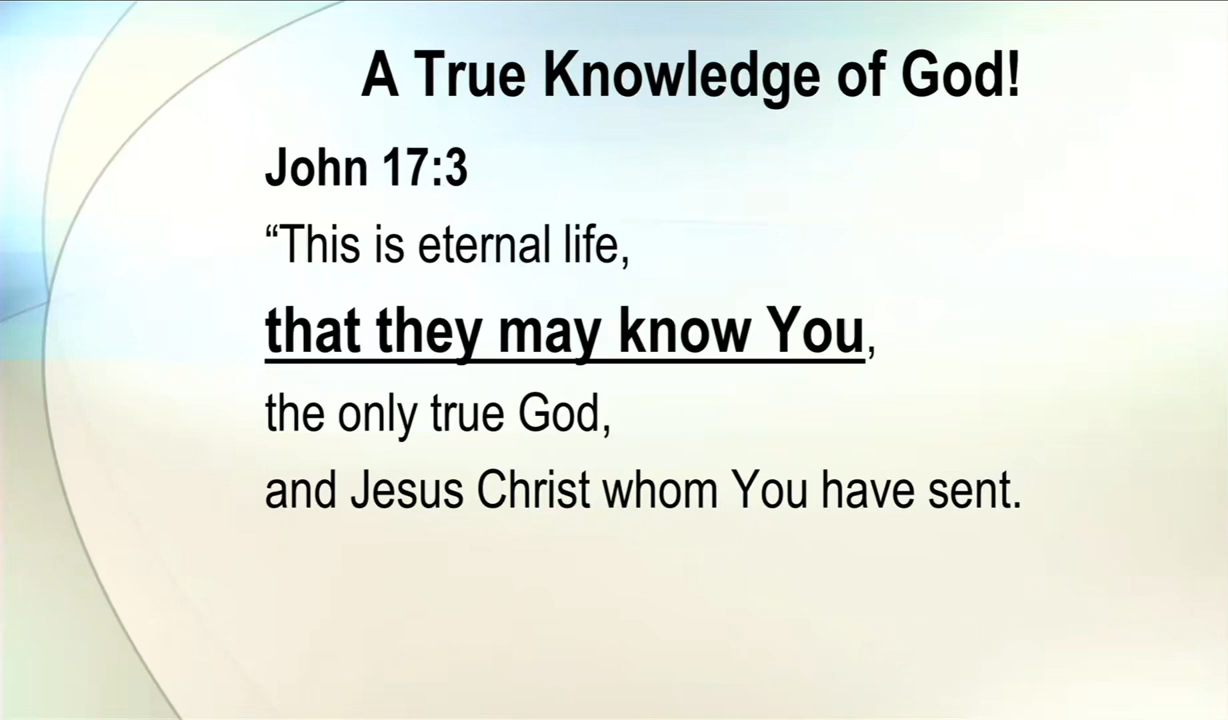 A True Knowledge of God!
John 17:3
“This is eternal life,
that they may know You,
the only true God,
and Jesus Christ whom You have sent.